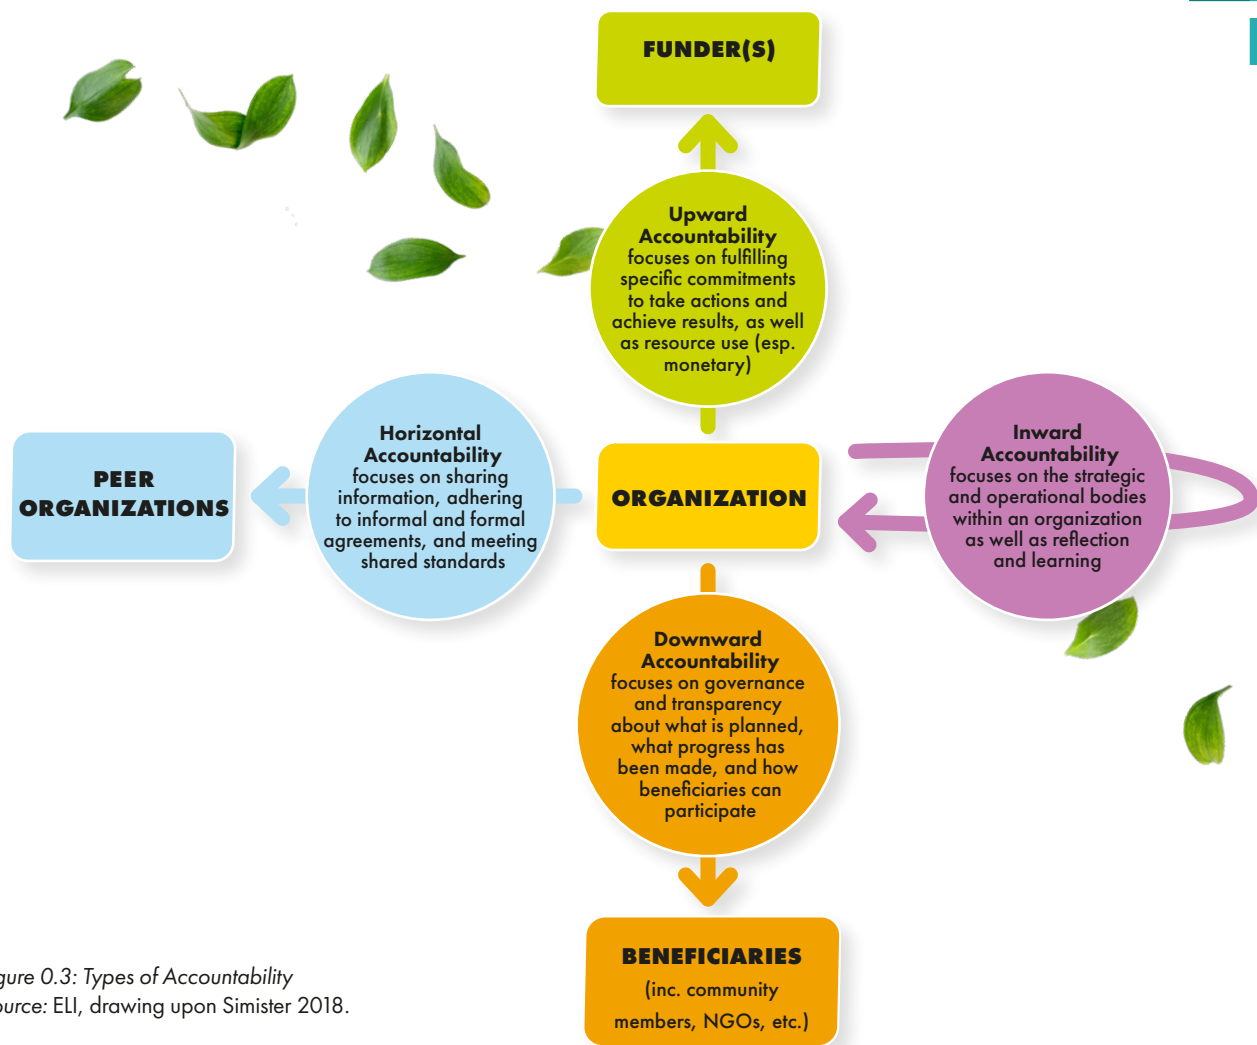 FUNDER(S)
Upward
Accountability
focuses on fulfilling
specific commitments
to take actions and
achieve results, as well
as resource use (esp.
monetary)
Horizontal
Accountability
focuses on sharing
information, adhering
to informal and formal
agreements, and meeting
shared standards
PEER
ORGANIZATIONS
ORGANIZATION
Inward
Accountability
focuses on the strategic
and operational bodies
within an organization
as well as reflection
and learning
Downward
Accountability
focuses on governance
and transparency
about what is planned,
what progress has
been made, and how
beneficiaries can
participate
BENEFICIARIES
(inc. community
members, NGOs, etc.)
gure 0.3: Types of Accountability
ource: ELI, drawing upon Simister 2018.